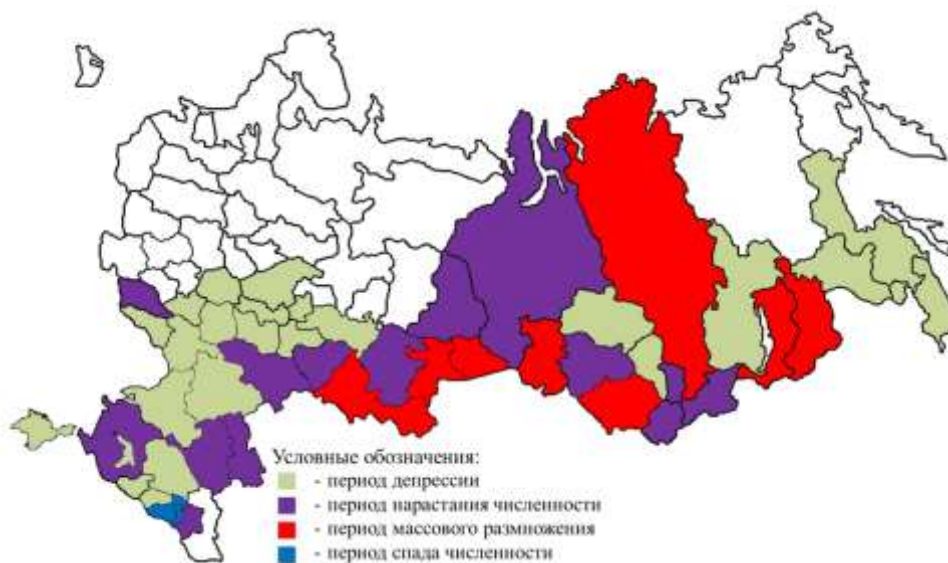 Условные обозначения:
- период депрессии
- период нарастания численности
- период массового размножения
- период спада численности